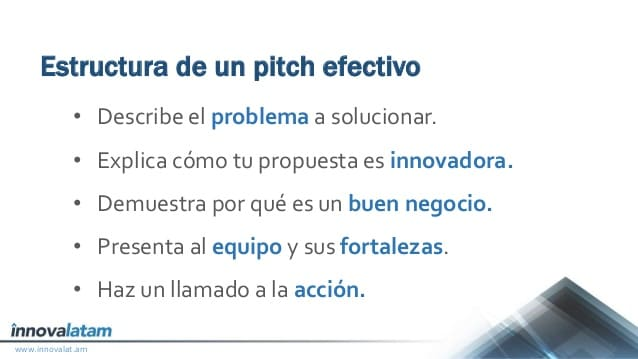 Estructura de un pitch efectivo
• Describe el problema a solucionar.
• Explica cómo tu propuesta es innovadora.
• Demuestra por qué es un buen negocio.
• Presenta al equipo y sus fortalezas.
• Haz un llamado a la acción.
innovalatam
www.innovalat.am